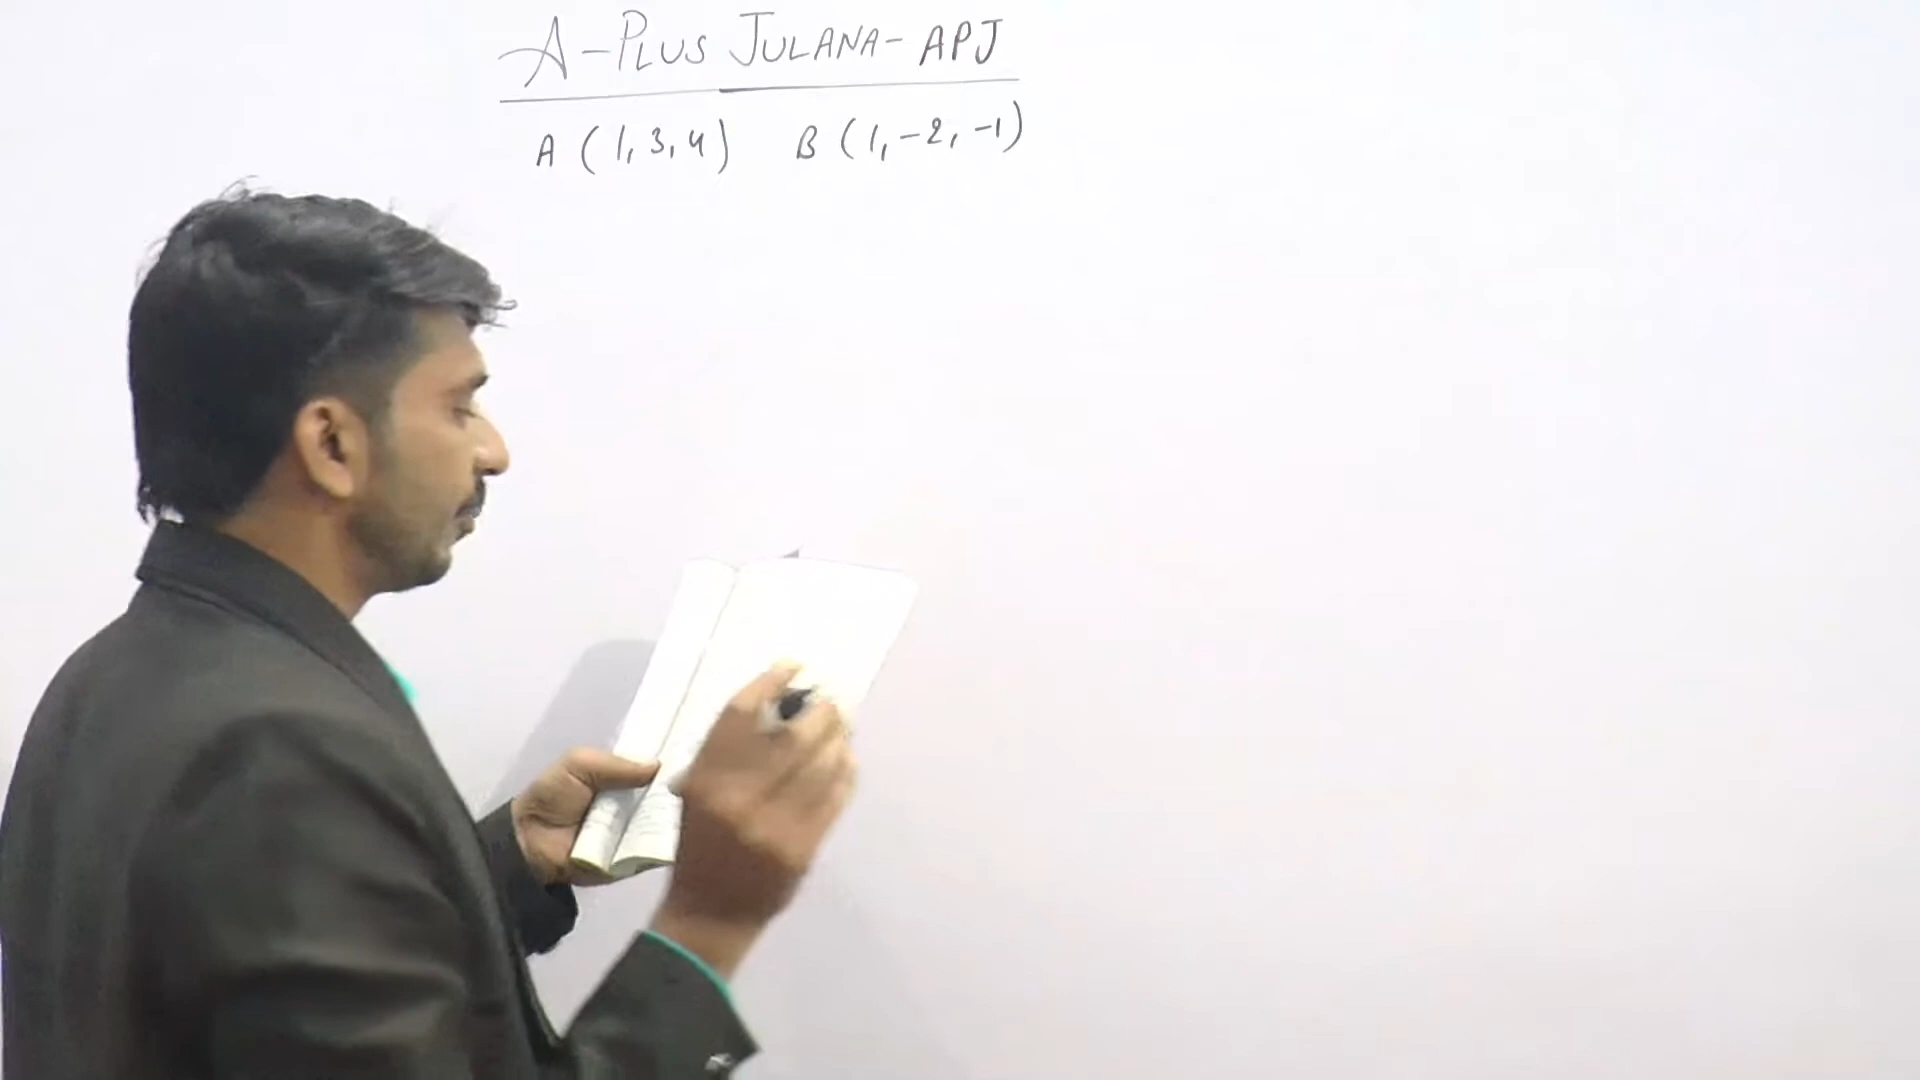 A-PLUS JULANA- APJ
A (1, 3, 4) B (1, -2, -1)